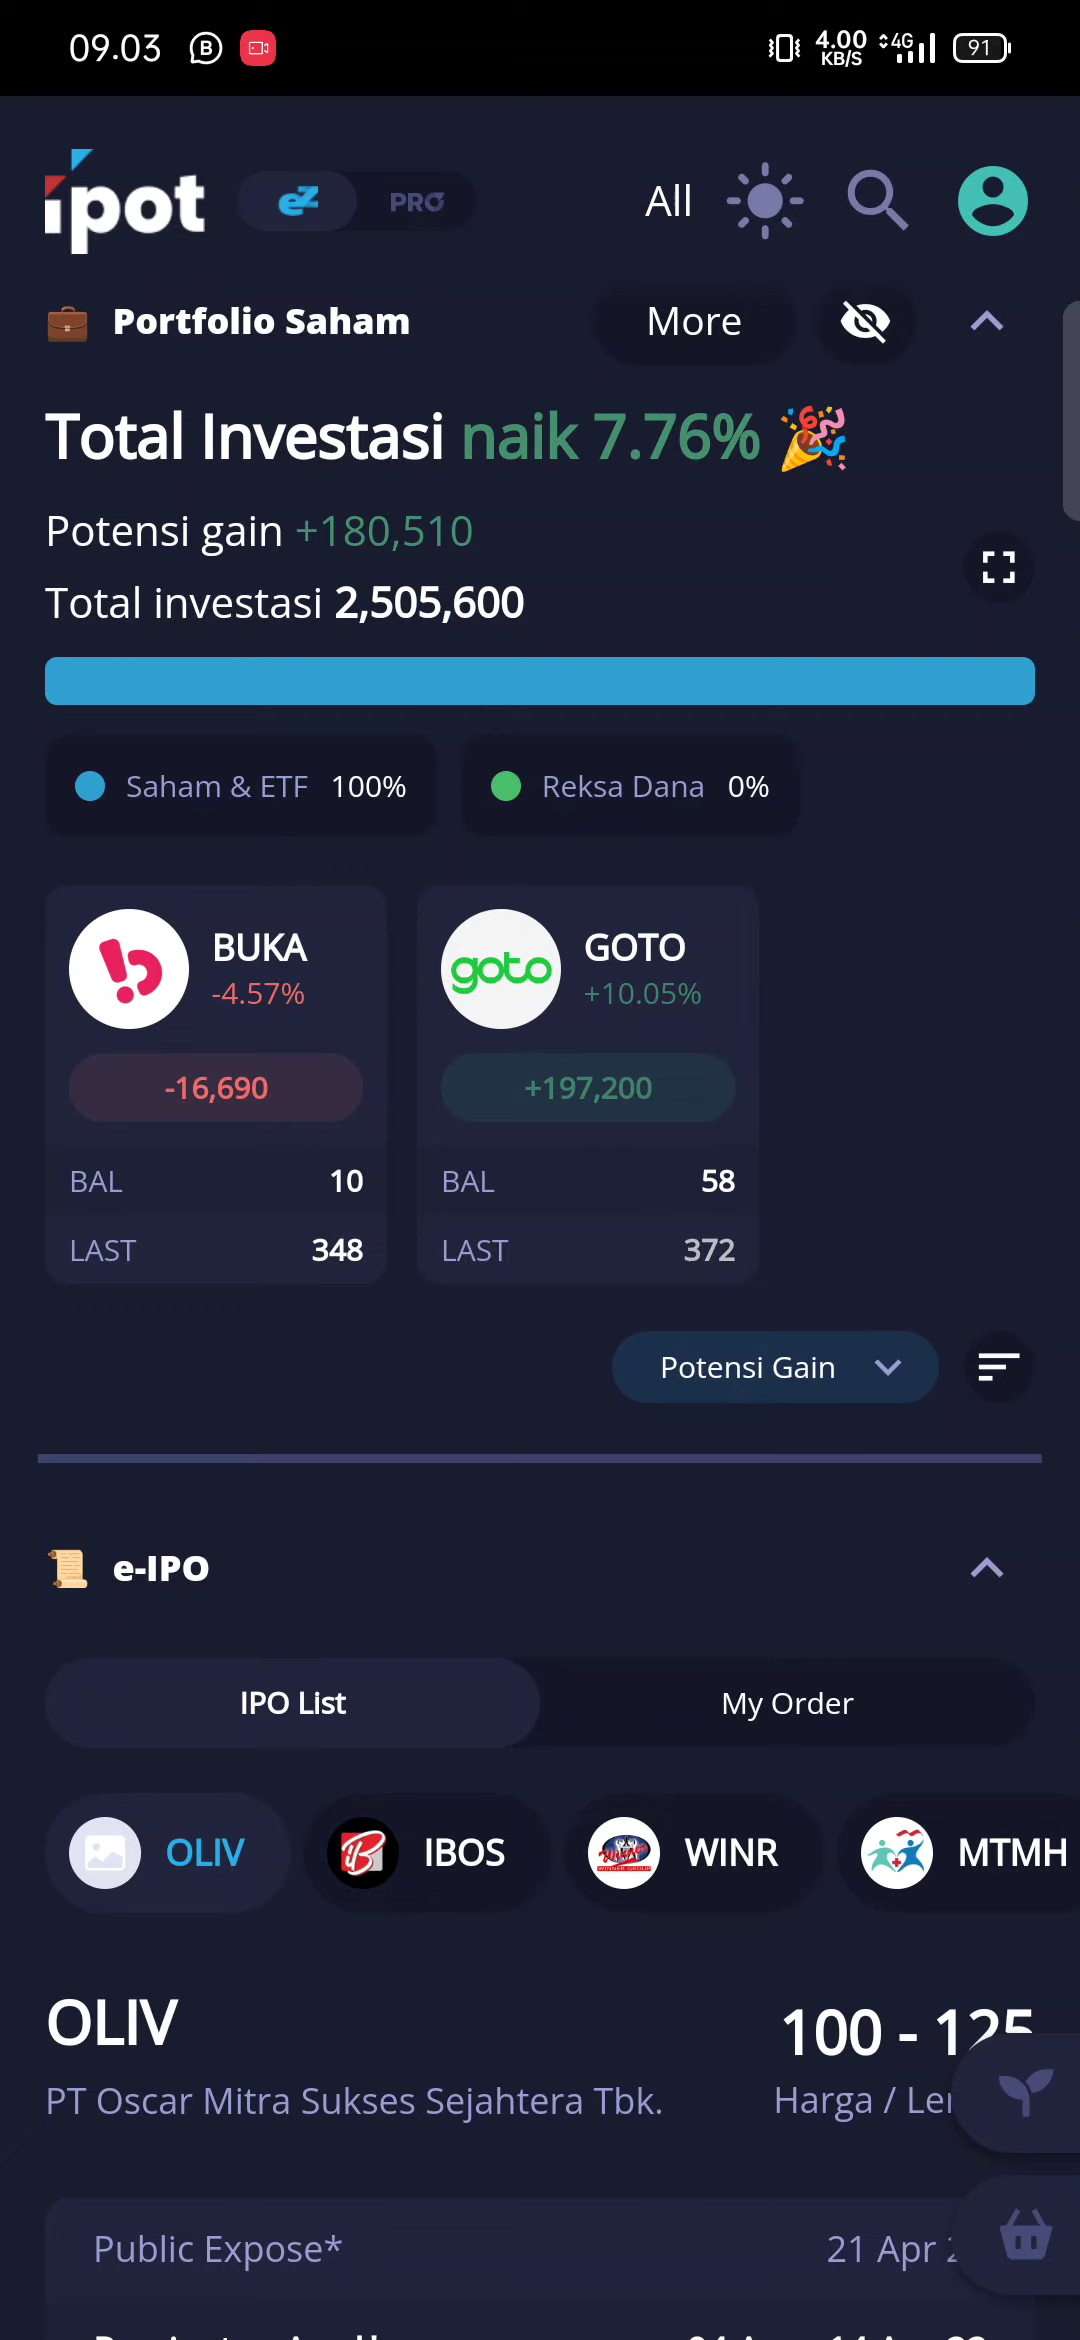 09.03 4.00 KB/S 4G 91
ipot eZ PRO All
Portfolio Saham More
Total Investasi naik 7.76%
Potensi gain +180,510
Total investasi 2,505,600
Saham & ETF 100% Reksa Dana 0%
BUKA goto GOTO
-4.57% +10.05%
-16,690 +197,200
BAL 10 BAL 58
LAST 348 LAST 372
Potensi Gain
e-IPO
IPO List My Order
OLIV IBOS WINR MTMH
OLIV 100 - 125
PT Oscar Mitra Sukses Sejahtera Tbk. Harga /
Public Expose* 21 Apr